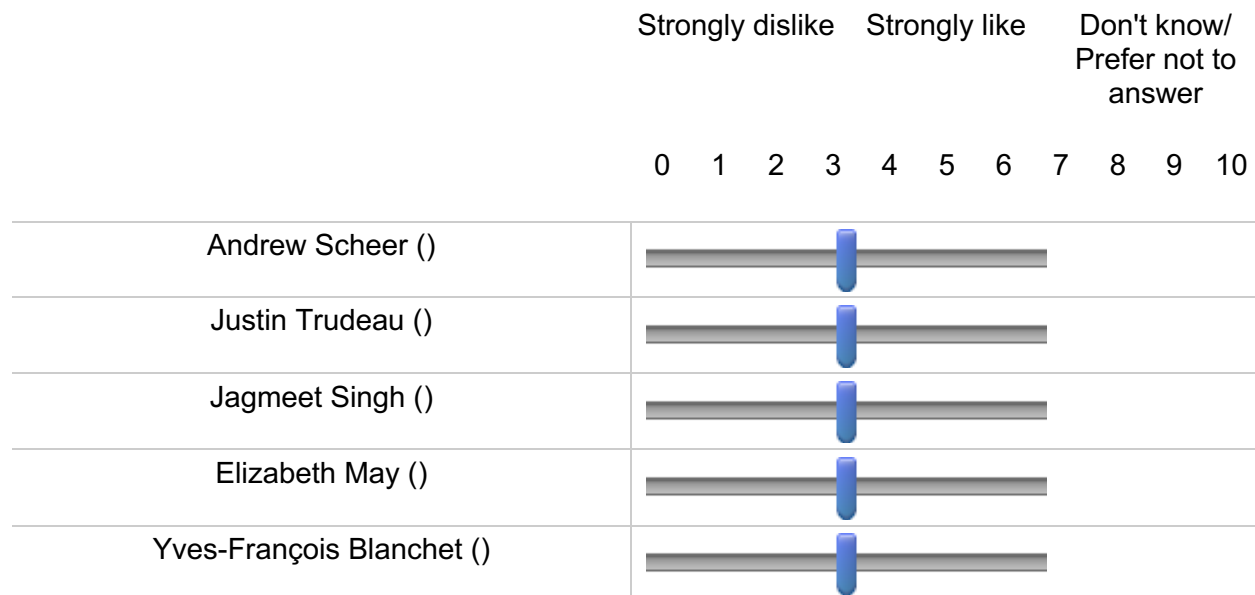 Strongly dislike Strongly like Don't know/
Prefer not to
answer
0 1 2 3 4 5 6 7 8 9 10
Andrew Scheer ()
Justin Trudeau ()
Jagmeet Singh ()
Elizabeth May ()
Yves-François Blanchet ()